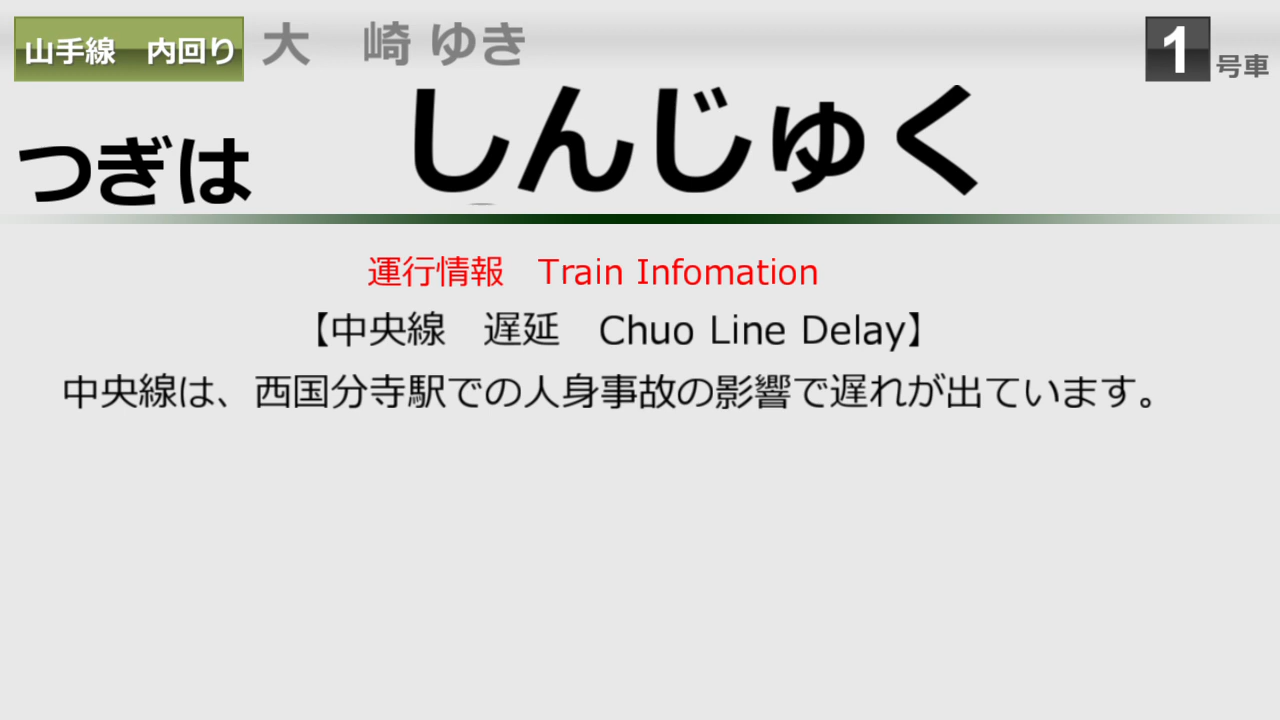 山手線　内回り 大　崎 ゆき 1 号車
つぎは しんじゅく
運行情報　Train Infomation
【中央線　遅延　Chuo Line Delay】
中央線は、西国分寺駅での人身事故の影響で遅れが出ています。